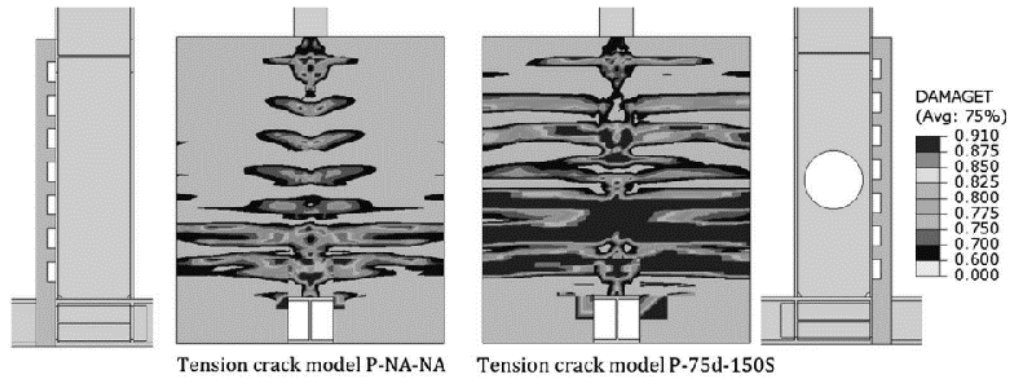 DAMAGET
(Avg: 75%)
0.910
0.875
0.850
0.825
0.800
0.775
0.750
0.700
0.600
0.000
Tension crack model P-NA-NA
Tension crack model P-75d-150S